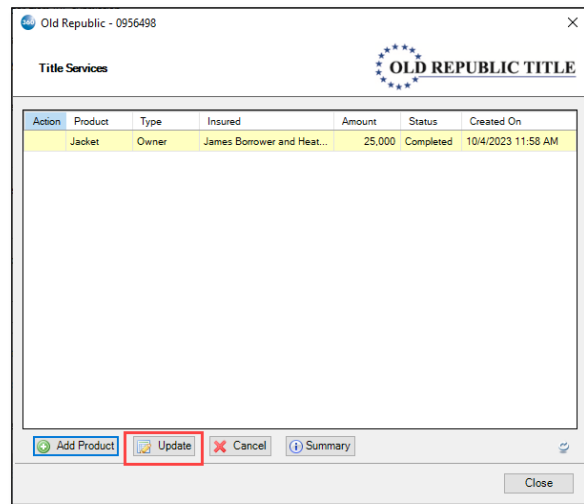 360 Old Republic - 0956498
Title Services
OLD REPUBLIC TITLE
Action Product Type Insured Amount Status Created On
Jacket Owner James Borrower and Heat... 25,000 Completed 10/4/2023 11:58 AM
Add Product Update Cancel Summary
Close